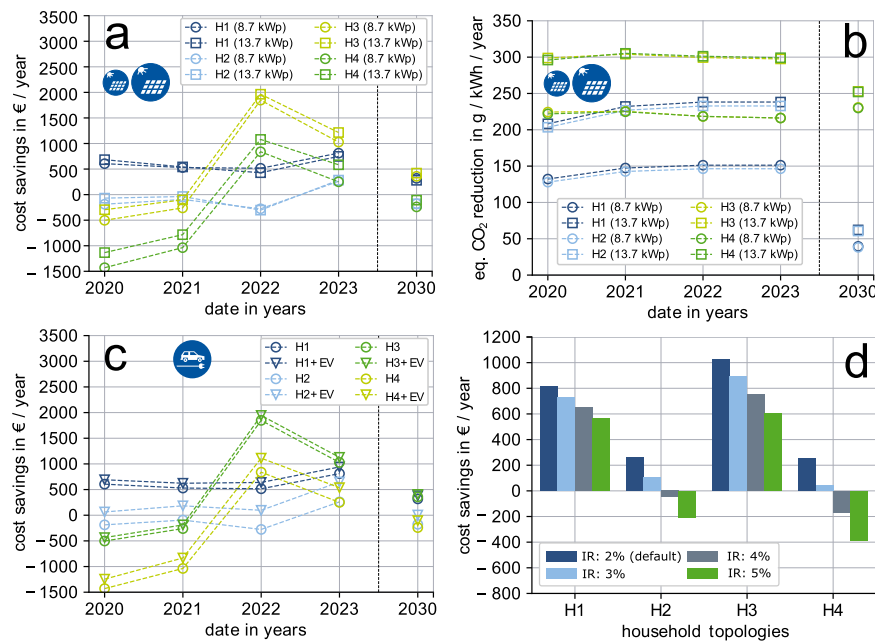 a
H1 (8.7 kWp)
H1 (13.7 kWp)
H2 (8.7 kWp)
H2 (13.7 kWp)
H3 (8.7 kWp)
H3 (13.7 kWp)
H4 (8.7 kWp)
H4 (13.7 kWp)
3500
3000
2500
2000
1500
1000
500
0
− 500
− 1000
− 1500
cost savings in € / year
2020 2021 2022 2023 2030
date in years
b
350
300
250
200
150
100
50
0
eq. CO2 reduction in g / kWh / year
H1 (8.7 kWp)
H1 (13.7 kWp)
H2 (8.7 kWp)
H2 (13.7 kWp)
H3 (8.7 kWp)
H3 (13.7 kWp)
H4 (8.7 kWp)
H4 (13.7 kWp)
2020 2021 2022 2023 2030
date in years
c
H1
H1+ EV
H2
H2+ EV
H3
H3+ EV
H4
H4+ EV
3500
3000
2500
2000
1500
1000
500
0
− 500
− 1000
− 1500
cost savings in € / year
2020 2021 2022 2023 2030
date in years
d
1200
1000
800
600
400
200
0
− 200
− 400
− 600
− 800
cost savings in € / year
IR: 2% (default)
IR: 3%
IR: 4%
IR: 5%
H1 H2 H3 H4
household topologies